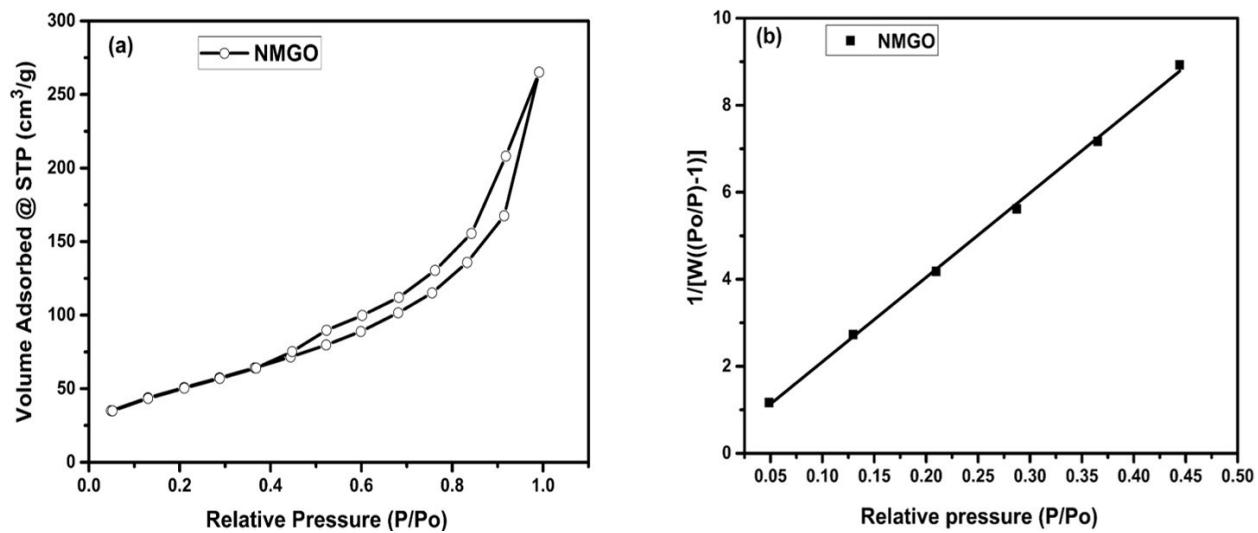 (a)
NMGO
Volume Adsorbed @ STP (cm³/g)
300
250
200
150
100
50
0
0.0 0.2 0.4 0.6 0.8 1.0
Relative Pressure (P/Po)
(b)
NMGO
1/[W((Po/P)-1)]
10
8
6
4
2
0
0.05 0.10 0.15 0.20 0.25 0.30 0.35 0.40 0.45 0.50
Relative pressure (P/Po)